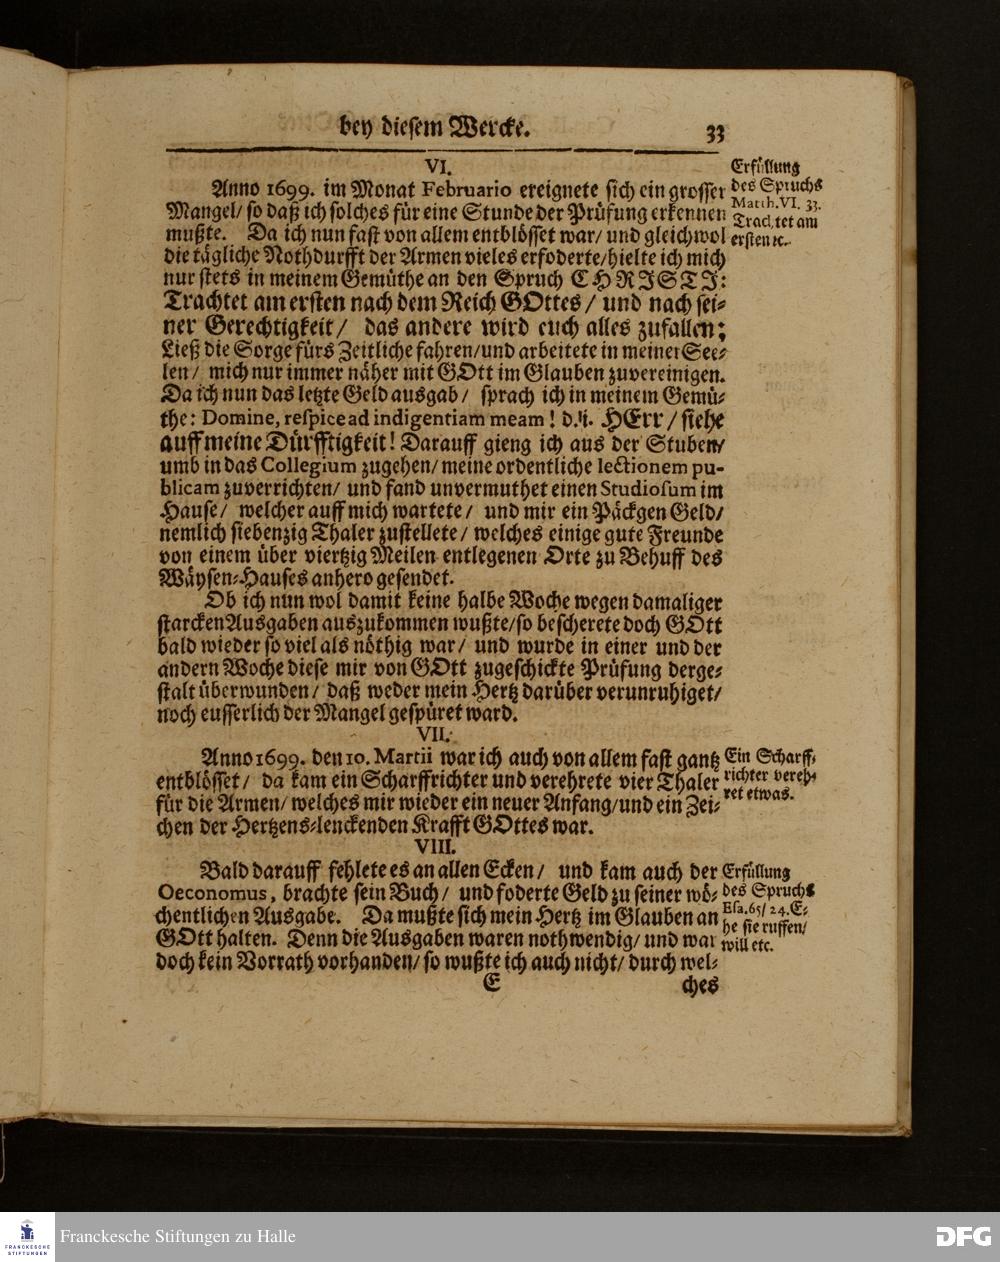 bey diesem Wercke. 33
VI.
Anno 1699. im Monat Februario ereignete sich ein grosser
Mangel/ so daß ich solches für eine Stunde der Prüfung erkennen
mußte. Da ich nun fast von allem entblösset war/ und gleichwol
die tägliche Nothdurfft der Armen vieles erfoderte/ hielte ich mich
nur stets in meinem Gemüthe an den Spruch CHRISTI:
Trachtet am ersten nach dem Reich GOttes/ und nach sei-
ner Gerechtigkeit/ das andere wird euch alles zufallen;
Ließ die Sorge fürs Zeitliche fahren/und arbeitete in meiner See-
len/ mich nur immer näher mit GOtt im Glauben zuvereinigen.
Da ich nun das letzte Geld ausgab/ sprach ich in meinem Gemü-
the: Domine, respice ad indigentiam meam! d.i. HErr/ siehe
auff meine Dürfftigkeit! Darauff gieng ich aus der Stuben/
umb in das Collegium zugehen/ meine ordentliche lectionem pu-
blicam zuverrichten/ und fand unvermuthet einen Studiosum im
Hause/ welcher auff mich wartete/ und mir ein Päckgen Geld/
nemlich siebenzig Thaler zustellete/ welches einige gute Freunde
von einem über viertzig Meilen entlegenen Orte zu Behuff des
Wäysen-Hauses anhero gesendet.
Ob ich nun wol damit keine halbe Woche wegen damaliger
starcken Ausgaben auszukommen wußte/so bescherete doch GOtt
bald wieder so viel als nöthig war/ und wurde in einer und der
andern Woche diese mir von GOtt zugeschickte Prüfung derge-
stalt überwunden/ daß weder mein Hertz darüber verunruhiget/
noch eusserlich der Mangel gespüret ward.
VII.
Anno 1699. den 10. Martii war ich auch von allem fast gantz
entblösset/ da kam ein Scharffrichter und verehrete vier Thaler
für die Armen/ welches mir wieder ein neuer Anfang/und ein Zei-
chen der Hertzens-lenckenden Krafft GOttes war.
VIII.
Bald darauff fehlete es an allen Ecken/ und kam auch der
Oeconomus, brachte sein Buch/ und foderte Geld zu seiner wö-
chentlichen Ausgabe. Da mußte sich mein Hertz im Glauben an
GOtt halten. Denn die Ausgaben waren nothwendig/ und war
doch kein Vorrath vorhanden/ so wußte ich auch nicht/ durch wel-
E ches
Erfüllung
des Spruchs
Matth. VI. 33.
Trachtet am
ersten ec.
Ein Scharff-
richter vereh-
ret etwas.
Erfüllung
des Spruchs
Esa. 65/ 24. E-
he sie ruffen/
will etc.
FRANCKESCHE
STIFTUNGEN
Franckesche Stiftungen zu Halle
DFG